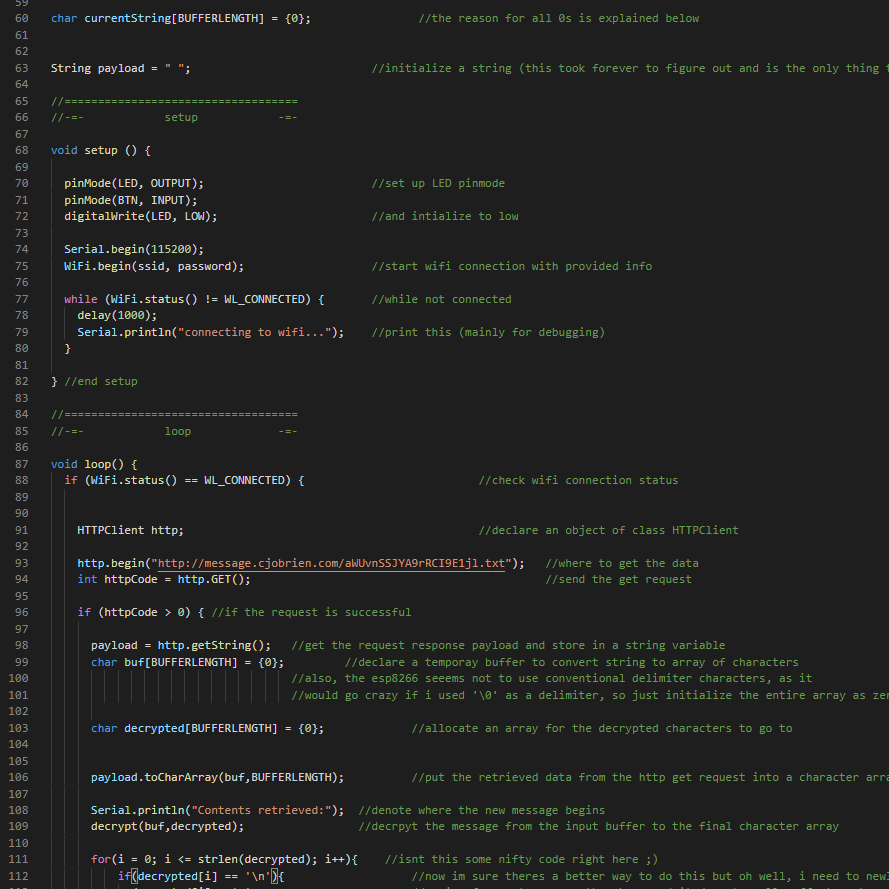 59
60 char currentString[BUFFERLENGTH] = {0}; //the reason for all 0s is explained below
61
62
63 String payload = " "; //initialize a string (this took forever to figure out and is the only thing
64
65 //===================================
66 //-=- setup -=-
67
68 void setup () {
69
70 pinMode(LED, OUTPUT); //set up LED pinmode
71 pinMode(BTN, INPUT);
72 digitalWrite(LED, LOW); //and intialize to low
73
74 Serial.begin(115200);
75 WiFi.begin(ssid, password); //start wifi connection with provided info
76
77 while (WiFi.status() != WL_CONNECTED) { //while not connected
78 delay(1000);
79 Serial.println("connecting to wifi..."); //print this (mainly for debugging)
80 }
81
82 } //end setup
83
84 //===================================
85 //-=- loop -=-
86
87 void loop() {
88 if (WiFi.status() == WL_CONNECTED) { //check wifi connection status
89
90
91 HTTPClient http; //declare an object of class HTTPClient
92
93 http.begin("http://message.cjobrien.com/aWUvnSSJYA9rRCI9E1jl.txt"); //where to get the data
94 int httpCode = http.GET(); //send the get request
95
96 if (httpCode > 0) { //if the request is successful
97
98 payload = http.getString(); //get the request response payload and store in a string variable
99 char buf[BUFFERLENGTH] = {0}; //declare a temporay buffer to convert string to array of characters
100 //also, the esp8266 seeems not to use conventional delimiter characters, as it
101 //would go crazy if i used '\0' as a delimiter, so just initialize the entire array as zer
102
103 char decrypted[BUFFERLENGTH] = {0}; //allocate an array for the decrypted characters to go to
104
105
106 payload.toCharArray(buf,BUFFERLENGTH); //put the retrieved data from the http get request into a character arra
107
108 Serial.println("Contents retrieved:"); //denote where the new message begins
109 decrypt(buf,decrypted); //decrpyt the message from the input buffer to the final character array
110
111 for(i = 0; i <= strlen(decrypted); i++){ //isnt this some nifty code right here ;)
112 if(decrypted[i] == '\n'){ //now im sure theres a better way to do this but oh well, i need to new